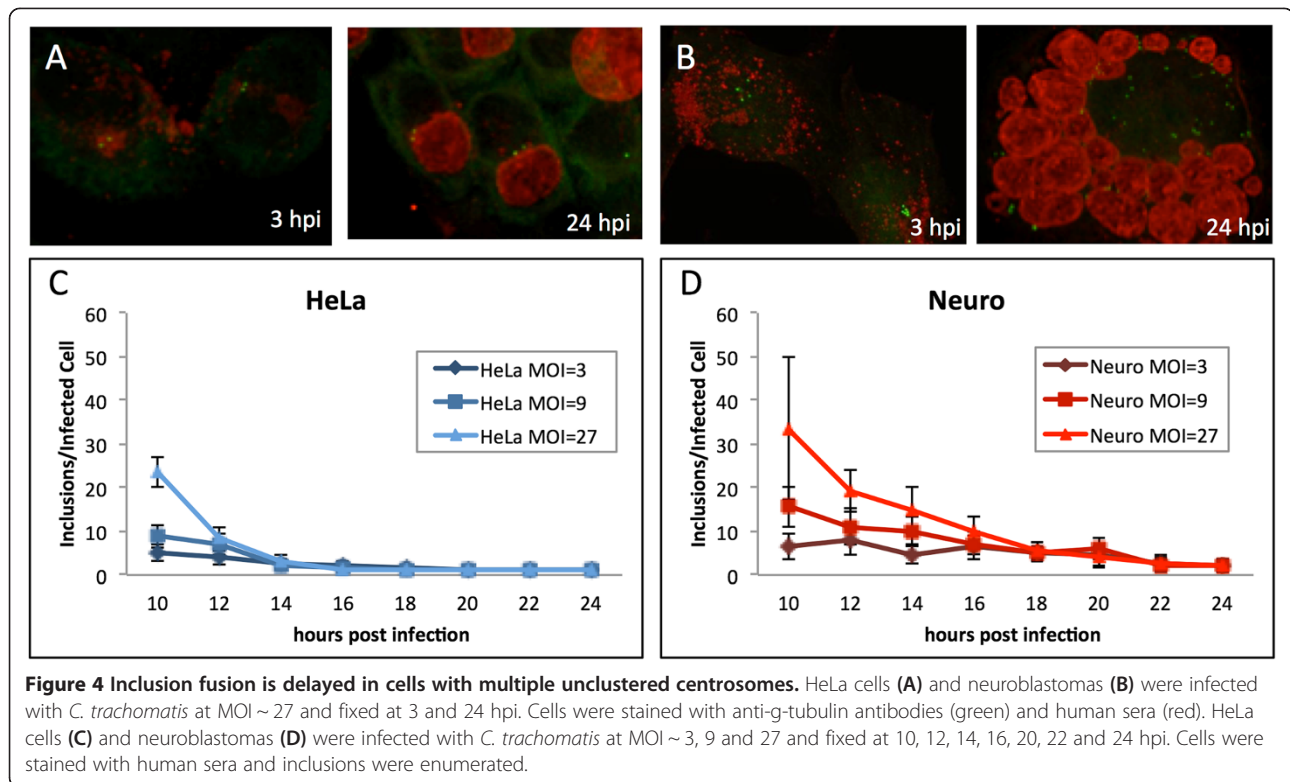 A
3 hpi
24 hpi
B
3 hpi
24 hpi
C
HeLa
Inclusions/Infected Cell
60
50
40
30
20
10
0
HeLa MOI=3
HeLa MOI=9
HeLa MOI=27
10 12 14 16 18 20 22 24
hours post infection
D
Neuro
Inclusions/Infected Cell
60
50
40
30
20
10
0
Neuro MOI=3
Neuro MOI=9
Neuro MOI=27
10 12 14 16 18 20 22 24
hours post infection
Figure 4 Inclusion fusion is delayed in cells with multiple unclustered centrosomes. HeLa cells (A) and neuroblastomas (B) were infected
with C. trachomatis at MOI ~ 27 and fixed at 3 and 24 hpi. Cells were stained with anti-g-tubulin antibodies (green) and human sera (red). HeLa
cells (C) and neuroblastomas (D) were infected with C. trachomatis at MOI ~ 3, 9 and 27 and fixed at 10, 12, 14, 16, 20, 22 and 24 hpi. Cells were
stained with human sera and inclusions were enumerated.